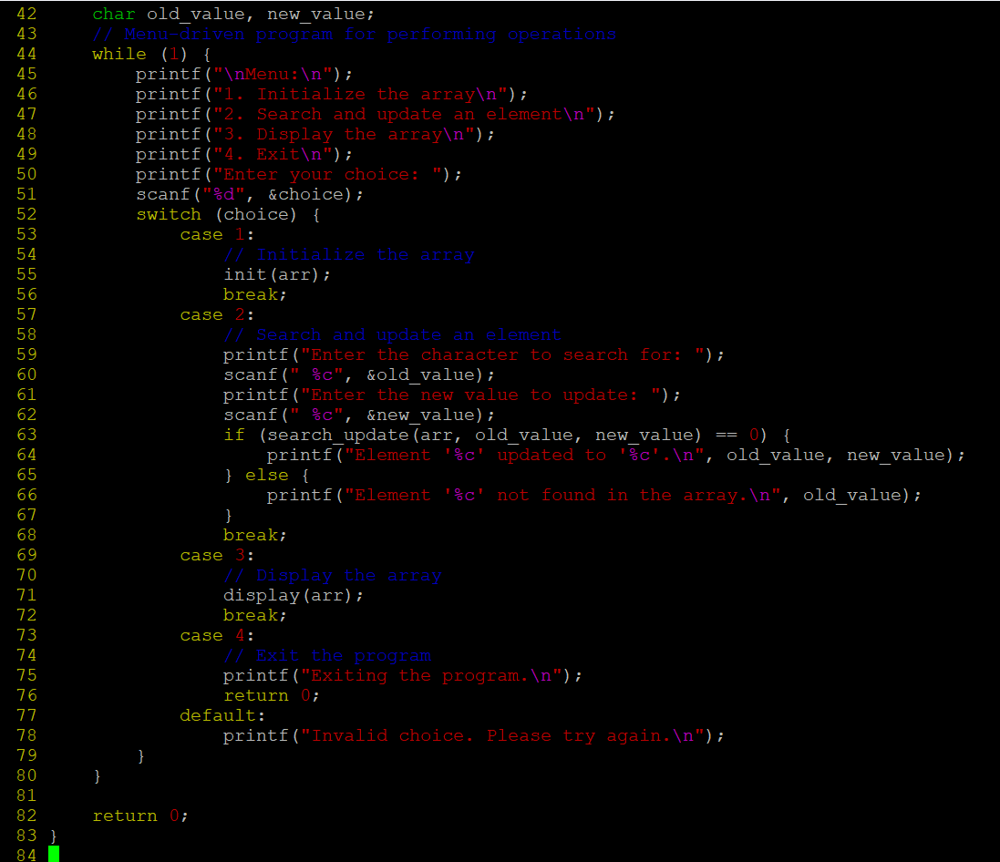 42     char old_value, new_value;
43     // Menu-driven program for performing operations
44     while (1) {
45         printf("\nMenu:\n");
46         printf("1. Initialize the array\n");
47         printf("2. Search and update an element\n");
48         printf("3. Display the array\n");
49         printf("4. Exit\n");
50         printf("Enter your choice: ");
51         scanf("%d", &choice);
52         switch (choice) {
53             case 1:
54                 // Initialize the array
55                 init(arr);
56                 break;
57             case 2:
58                 // Search and update an element
59                 printf("Enter the character to search for: ");
60                 scanf(" %c", &old_value);
61                 printf("Enter the new value to update: ");
62                 scanf(" %c", &new_value);
63                 if (search_update(arr, old_value, new_value) == 0) {
64                     printf("Element '%c' updated to '%c'.\n", old_value, new_value);
65                 } else {
66                     printf("Element '%c' not found in the array.\n", old_value);
67                 }
68                 break;
69             case 3:
70                 // Display the array
71                 display(arr);
72                 break;
73             case 4:
74                 // Exit the program
75                 printf("Exiting the program.\n");
76                 return 0;
77             default:
78                 printf("Invalid choice. Please try again.\n");
79         }
80     }
81
82     return 0;
83 }
84